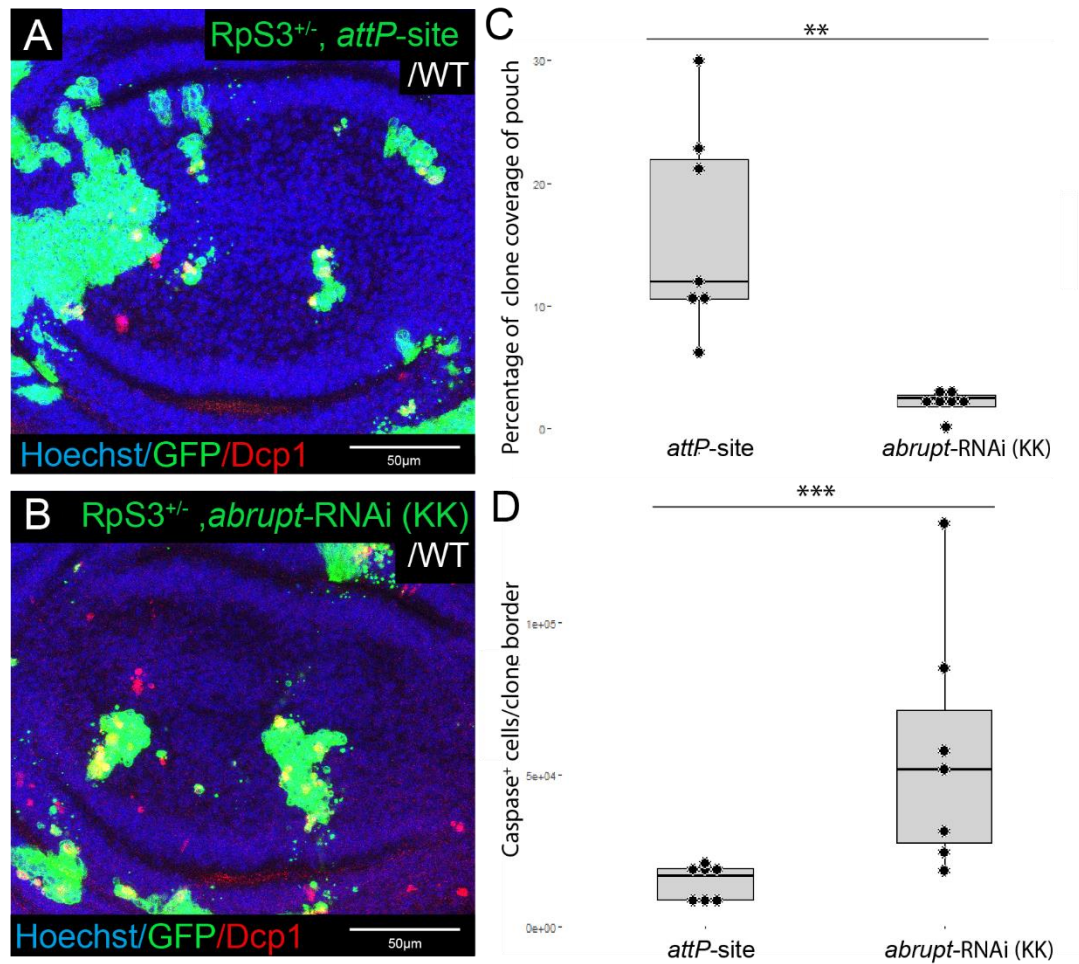 A
RpS3+/-, attP-site
/WT
Hoechst/GFP/Dcp1
50µm
B
RpS3+/- ,abrupt-RNAi (KK)
/WT
Hoechst/GFP/Dcp1
50µm
C
**
Percentage of clone coverage of pouch
30-
20-
10-
0-
attP-site
abrupt-RNAi (KK)
D
***
Caspase+ cells/clone border
1e+05-
5e+04-
0e+00-
attP-site
abrupt-RNAi (KK)